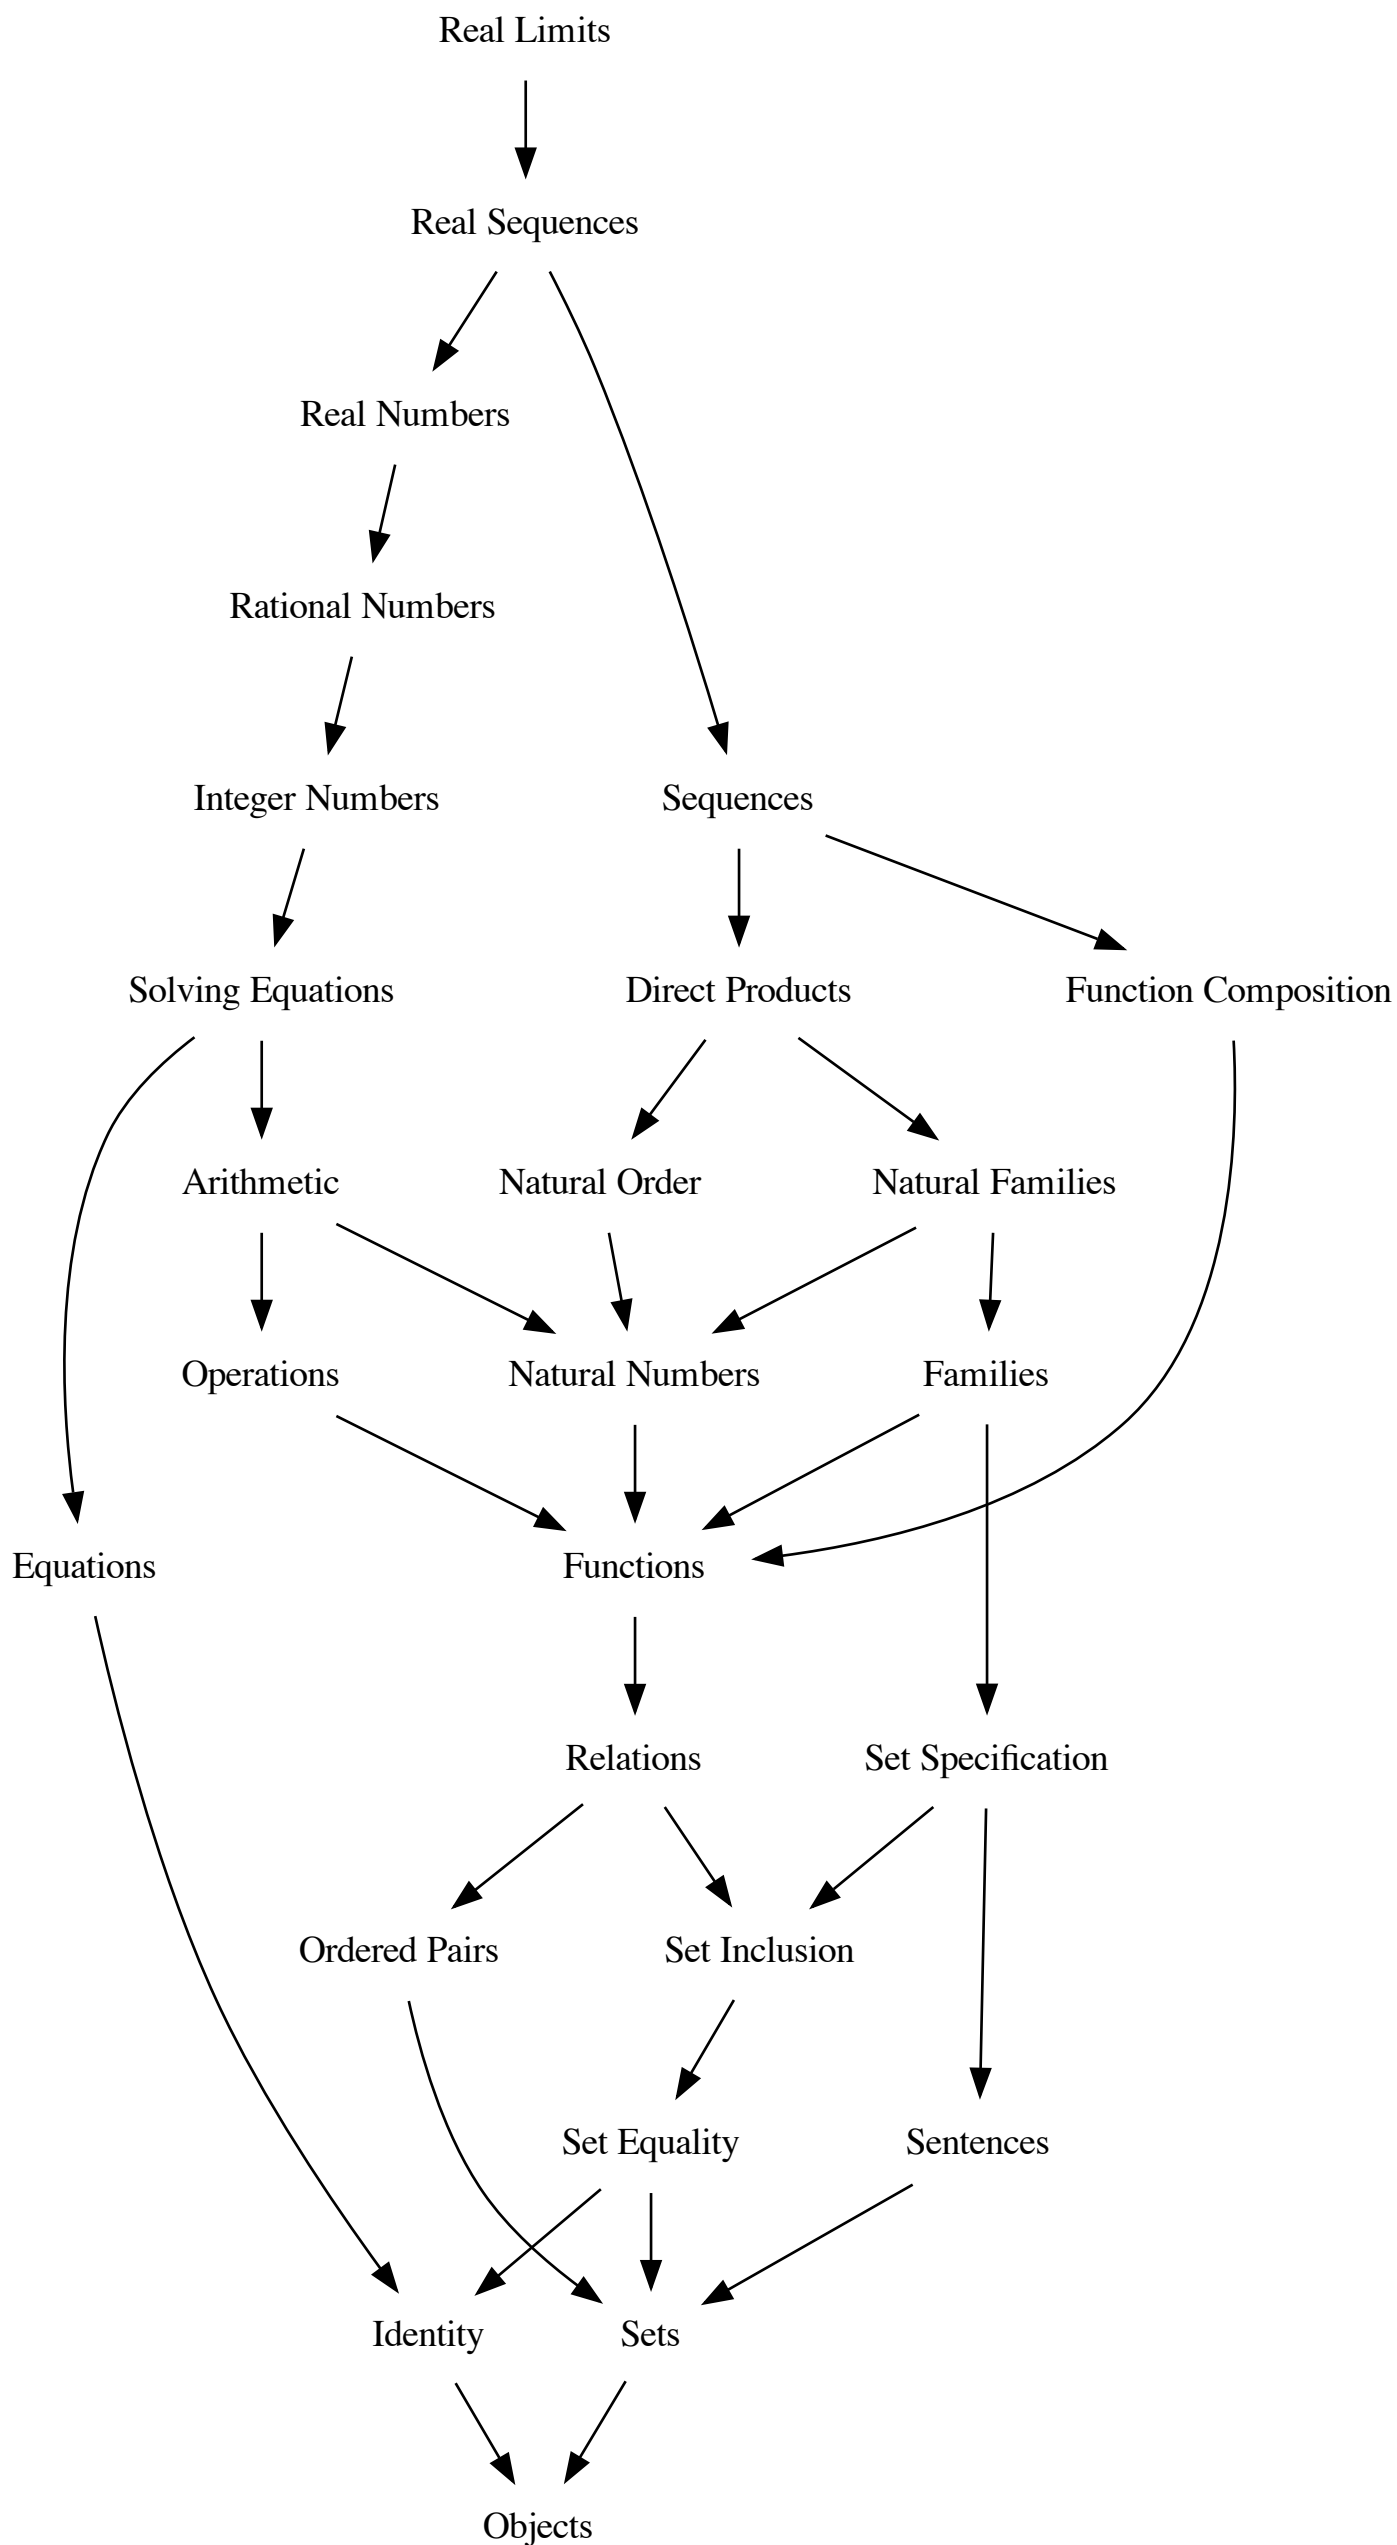 Real Limits
Real Sequences
Real Numbers
Rational Numbers
Integer Numbers
Sequences
Solving Equations
Direct Products
Function Composition
Arithmetic
Natural Order
Natural Families
Operations
Natural Numbers
Families
Equations
Functions
Relations
Set Specification
Ordered Pairs
Set Inclusion
Set Equality
Sentences
Identity
Sets
Objects